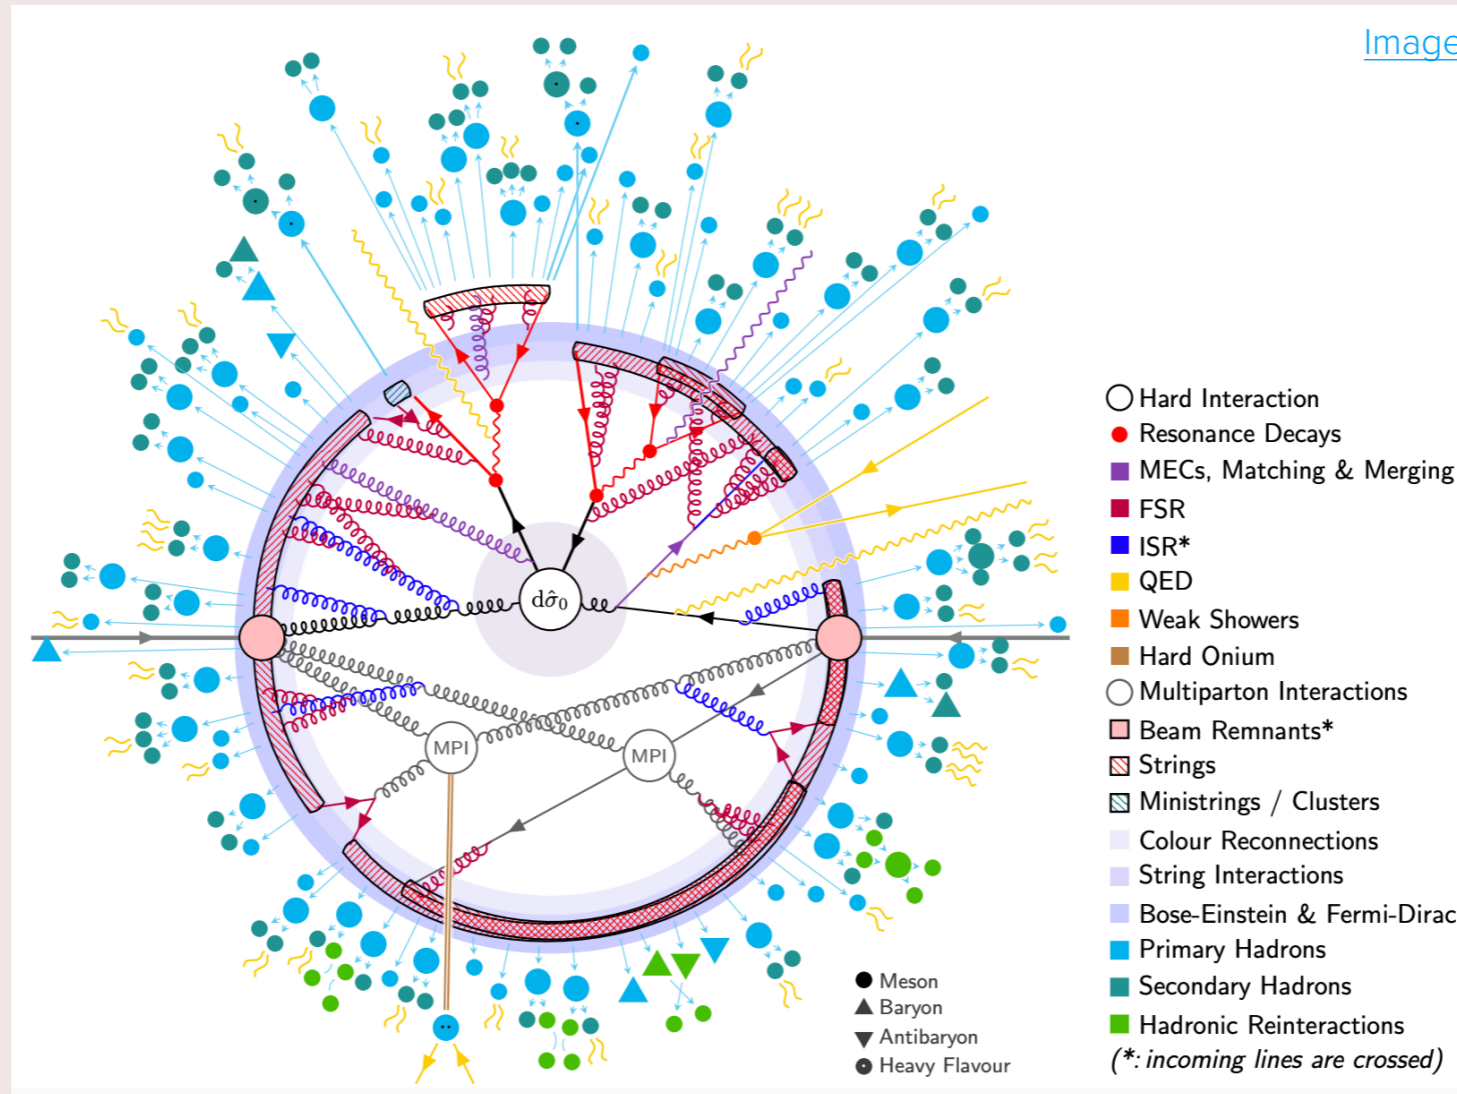 Image
dσ̂₀
MPI
MPI
Hard Interaction
Resonance Decays
MECs, Matching & Merging
FSR
ISR*
QED
Weak Showers
Hard Onium
Multiparton Interactions
Beam Remnants*
Strings
Ministrings / Clusters
Colour Reconnections
String Interactions
Bose-Einstein & Fermi-Dirac
Primary Hadrons
Secondary Hadrons
Hadronic Reinteractions
(*: incoming lines are crossed)
Meson
Baryon
Antibaryon
Heavy Flavour